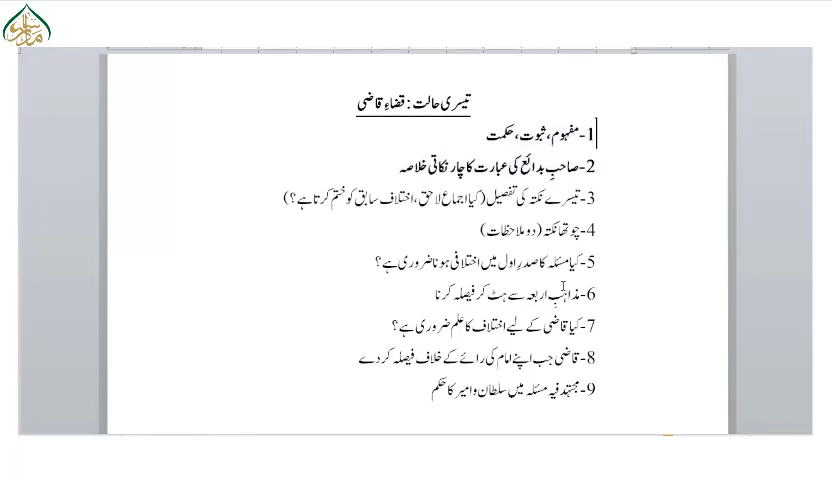 تیسری حالت : قضاءِ قاضی
1-مفہوم، ثبوت، حکمت
2-صاحبِ بدائع کی عبارت کا چار نکاتی خلاصہ
3-تیسرے نکتہ کی تفصیل (کیا اجماع لاحق، اختلاف سابق کو ختم کرتا ہے؟)
4-چوتھا نکتہ (دو ملاحظات)
5-کیا مسئلہ کا صدرِ اول میں اختلافی ہونا ضروری ہے؟
6-مذاہبِ اربعہ سے ہٹ کر فیصلہ کرنا
7-کیا قاضی کے لیے اختلاف کا علم ضروری ہے؟
8-قاضی جب اپنے امام کی رائے کے خلاف فیصلہ کر دے
9-مجتہد فیہ مسئلہ میں سلطان و امیر کا حکم